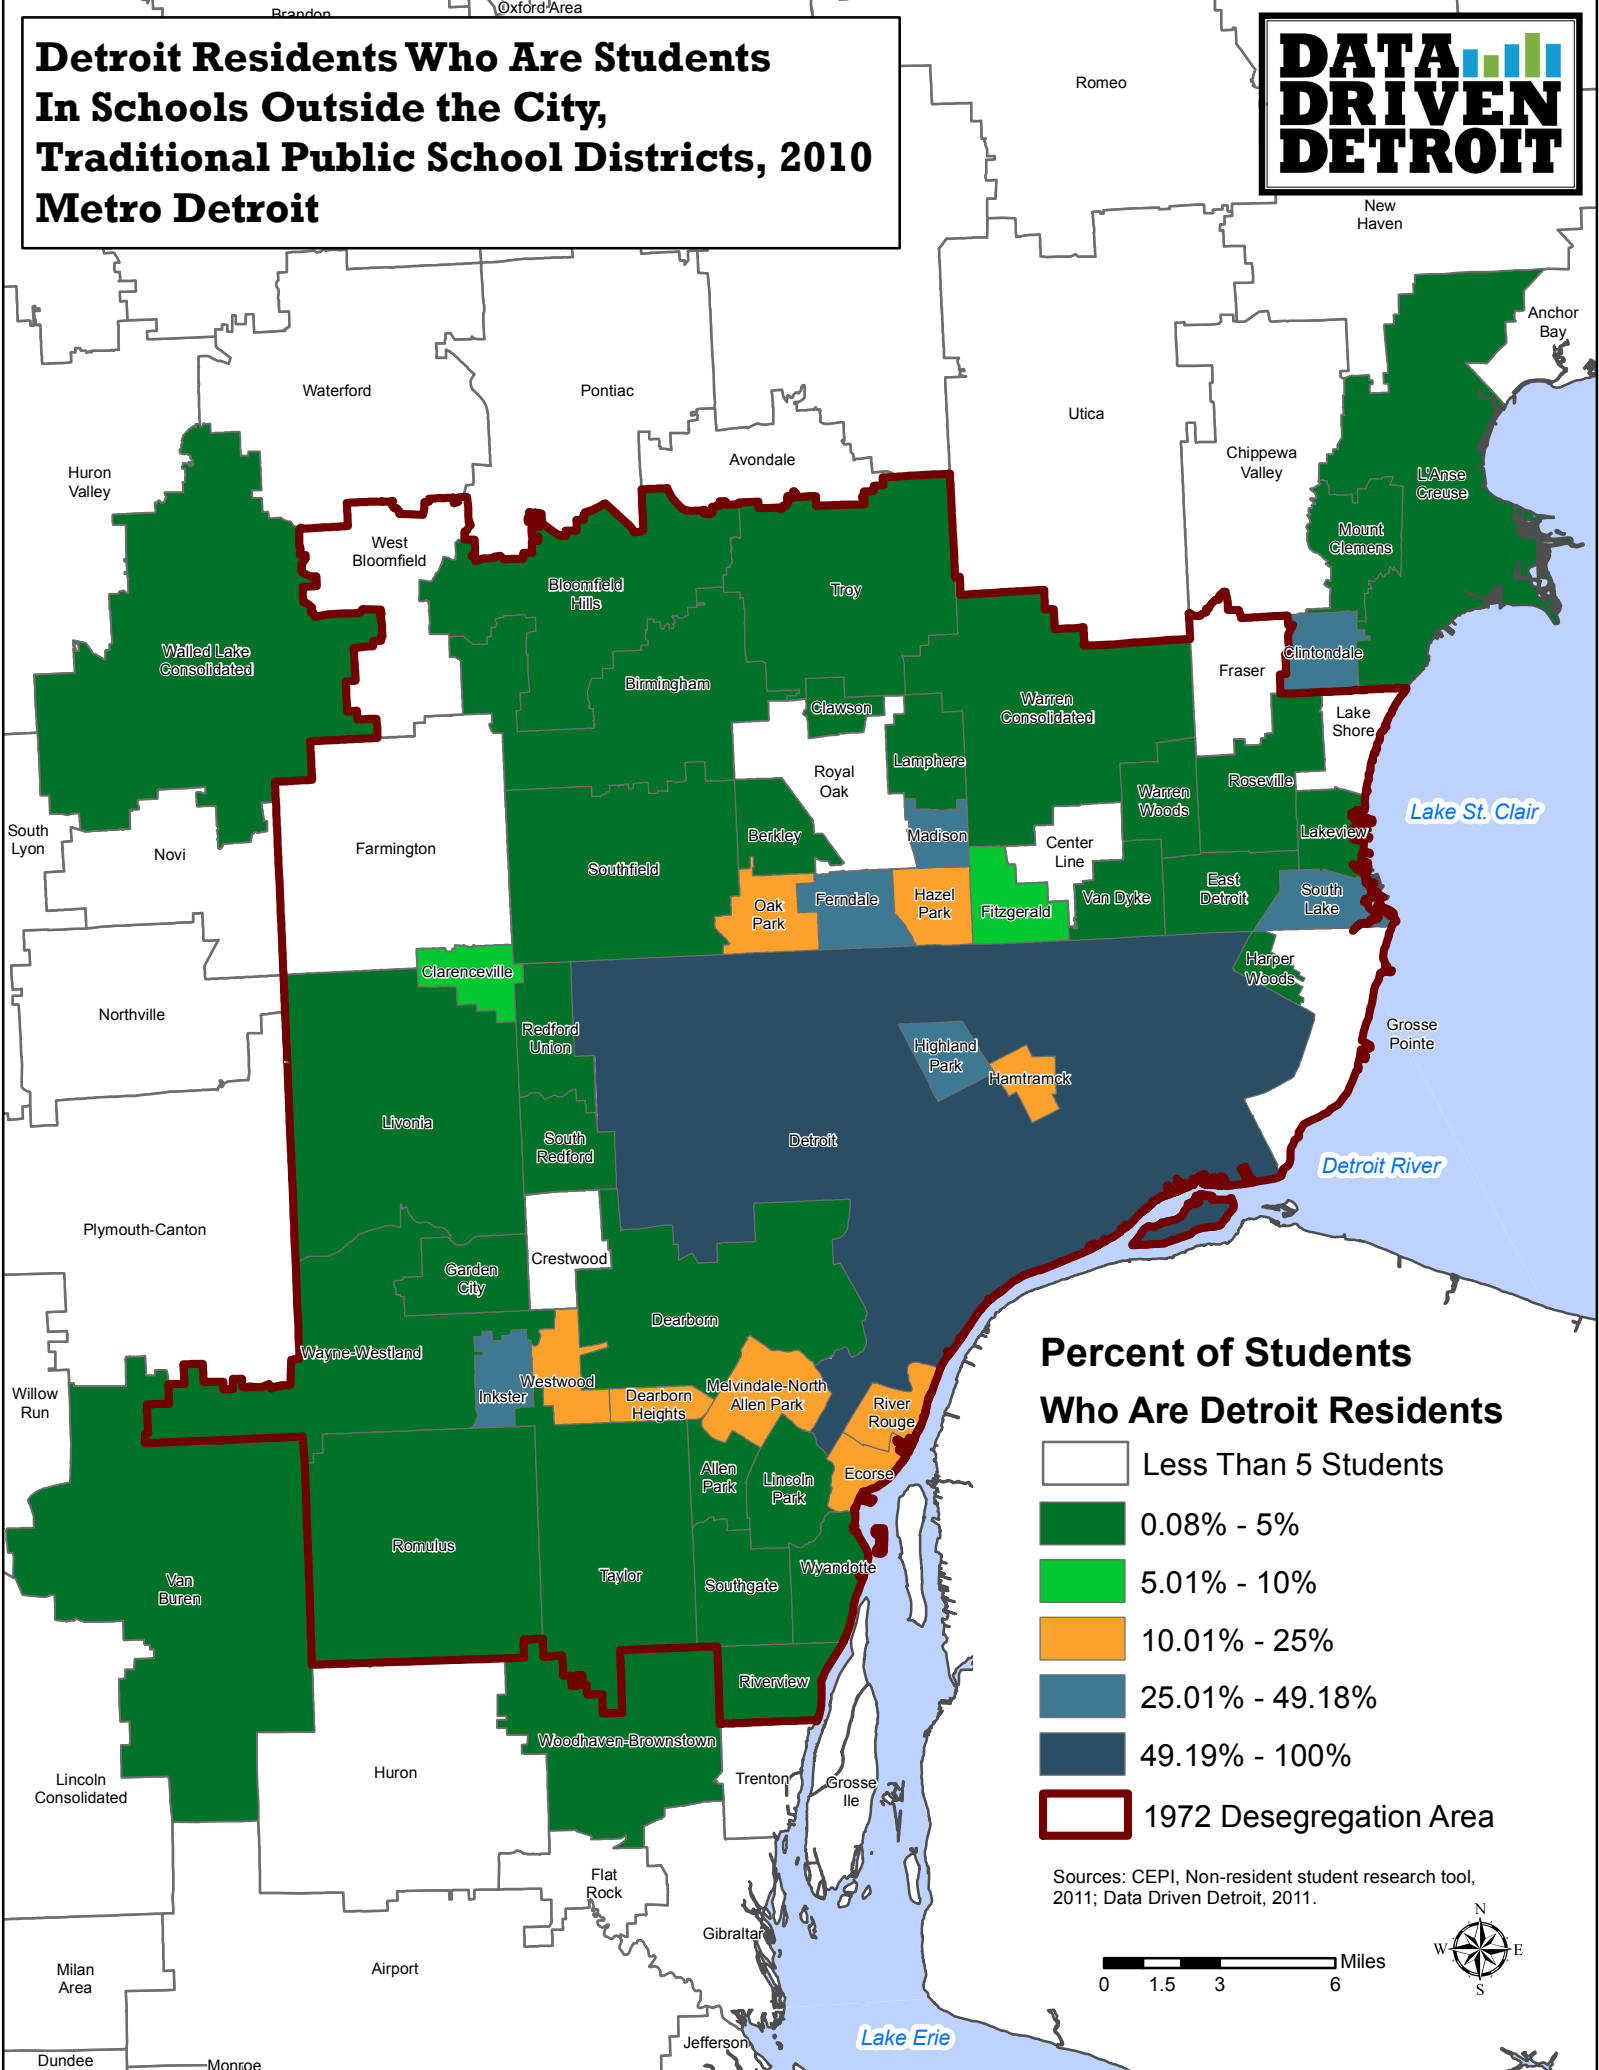 Brandon
Oxford Area
Detroit Residents Who Are Students
In Schools Outside the City,
Traditional Public School Districts, 2010
Metro Detroit
DATA
DRIVEN
DETROIT
Romeo
New
Haven
Anchor
Bay
Waterford
Pontiac
Utica
Avondale
Chippewa
Valley
Huron
Valley
L'Anse
Creuse
Mount
Clemens
West
Bloomfield
Bloomfield
Hills
Troy
Walled Lake
Consolidated
Clintondale
Fraser
Birmingham
Clawson
Warren
Consolidated
Lake
Shore
Lamphere
Royal
Oak
Roseville
Warren
Woods
Lake St. Clair
South
Lyon
Novi
Farmington
Berkley
Madison
Center
Line
Lakeview
Southfield
Oak
Park
Ferndale
Hazel
Park
Fitzgerald
Van Dyke
East
Detroit
South
Lake
Clarenceville
Harper
Woods
Northville
Redford
Union
Highland
Park
Hamtramck
Grosse
Pointe
Livonia
South
Redford
Detroit
Detroit River
Plymouth-Canton
Crestwood
Garden
City
Dearborn
Wayne-Westland
Willow
Run
Inkster
Westwood
Dearborn
Heights
Melvindale-North
Allen Park
River
Rouge
Ecorse
Allen
Park
Lincoln
Park
Romulus
Taylor
Wyandotte
Southgate
Van
Buren
Riverview
Woodhaven-Brownstown
Lincoln
Consolidated
Huron
Trenton
Grosse
Ile
Flat
Rock
Gibraltar
Milan
Area
Airport
Jefferson
Lake Erie
Dundee
Monroe
Percent of Students
Who Are Detroit Residents
Less Than 5 Students
0.08% - 5%
5.01% - 10%
10.01% - 25%
25.01% - 49.18%
49.19% - 100%
1972 Desegregation Area
Sources: CEPI, Non-resident student research tool,
2011; Data Driven Detroit, 2011.
N
W E
S
Miles
0 1.5 3 6